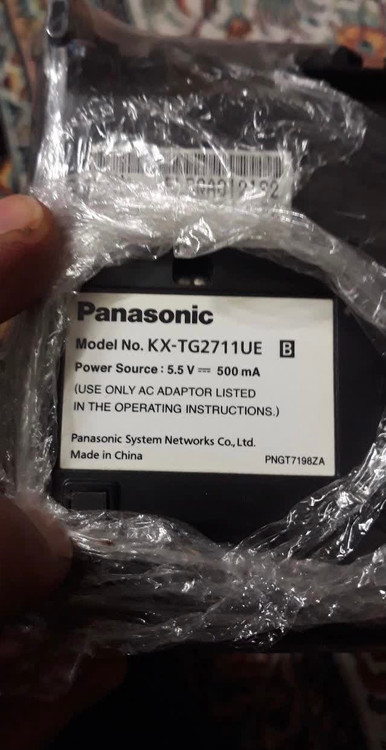 Panasonic
Model No. KX-TG2711UE B
Power Source : 5.5 V ⎓ 500 mA
(USE ONLY AC ADAPTOR LISTED
IN THE OPERATING INSTRUCTIONS.)
Panasonic System Networks Co., Ltd.
Made in China
PNGT7198ZA